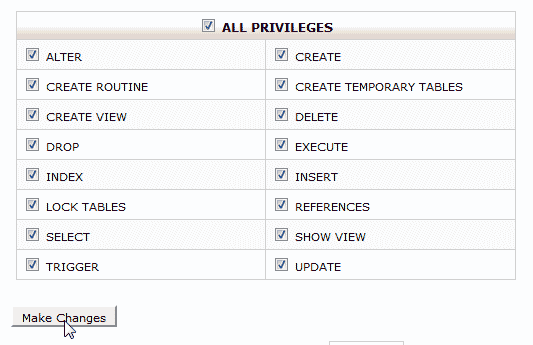 ALL PRIVILEGES
ALTER CREATE
CREATE ROUTINE CREATE TEMPORARY TABLES
CREATE VIEW DELETE
DROP EXECUTE
INDEX INSERT
LOCK TABLES REFERENCES
SELECT SHOW VIEW
TRIGGER UPDATE
Make Changes